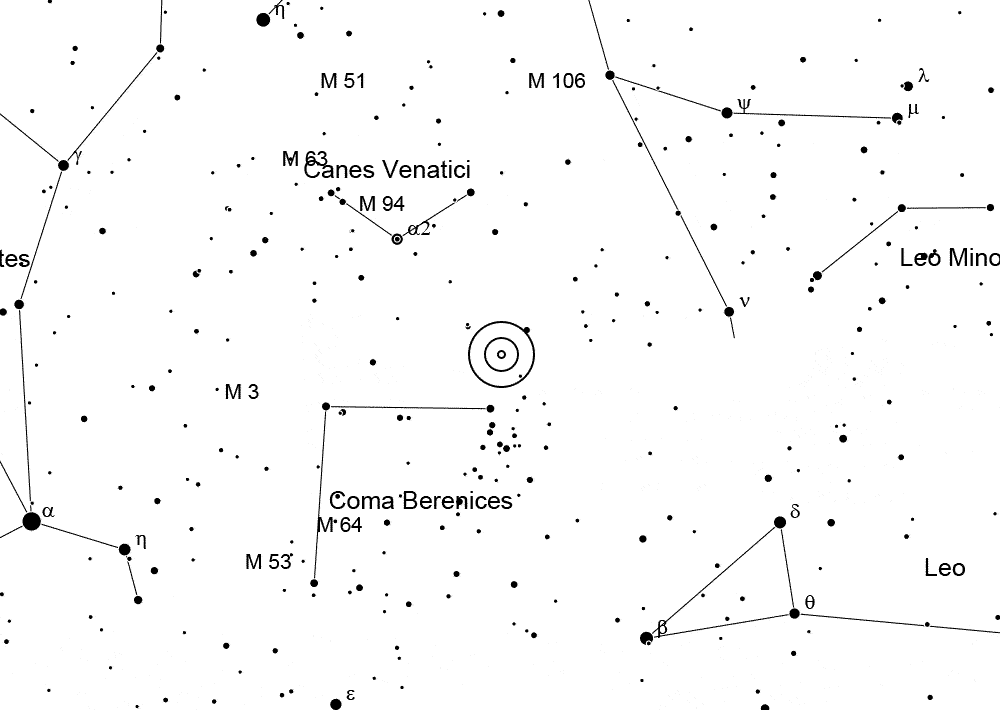 η
M 51
M 106
λ
ψ
μ
γ
M 63
Canes Venatici
M 94
α2
tes
Leo Mino
ν
M 3
Coma Berenices
α
M 64
δ
η
M 53
Leo
θ
β
ε